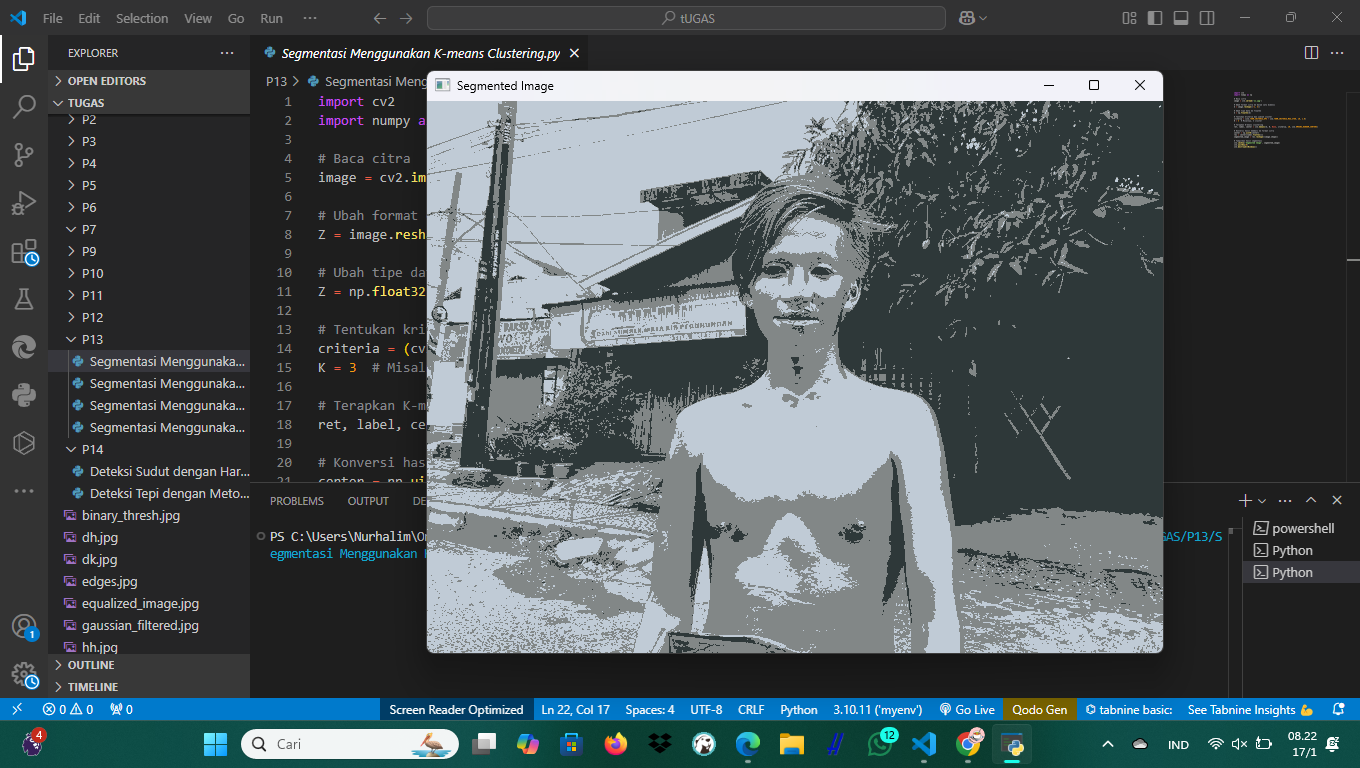 File Edit Selection View Go Run ··· tUGAS
EXPLORER ···
OPEN EDITORS
TUGAS
P2
P3
P4
P5
P6
P7
P9
P10
P11
P12
P13
Segmentasi Menggunaka...
Segmentasi Menggunaka...
Segmentasi Menggunaka...
Segmentasi Menggunaka...
P14
Deteksi Sudut dengan Har...
Deteksi Tepi dengan Meto...
binary_thresh.jpg
dh.jpg
dk.jpg
edges.jpg
equalized_image.jpg
gaussian_filtered.jpg
hh.jpg
OUTLINE
TIMELINE
1
Segmentasi Menggunakan K-means Clustering.py
P13 > Segmentasi Meng
1 import cv2
2 import numpy a
3
4 # Baca citra
5 image = cv2.im
6
7 # Ubah format
8 Z = image.resh
9
10 # Ubah tipe da
11 Z = np.float32
12
13 # Tentukan kri
14 criteria = (cv
15 K = 3 # Misal
16
17 # Terapkan K-m
18 ret, label, ce
19
20 # Konversi has
21 center = np.ui
Segmented Image
BAKSO SOLO
PROBLEMS OUTPUT DE
PS C:\Users\Nurhalim\On
GAS/P13/S
egmentasi Menggunakan
powershell
Python
Python
0 0 0 Screen Reader Optimized Ln 22, Col 17 Spaces: 4 UTF-8 CRLF Python 3.10.11 ('myenv') Go Live Qodo Gen tabnine basic: See Tabnine Insights
4 Cari 12 IND 08.22
17/1